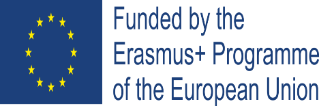 Funded by the
Erasmus+ Programme
of the European Union